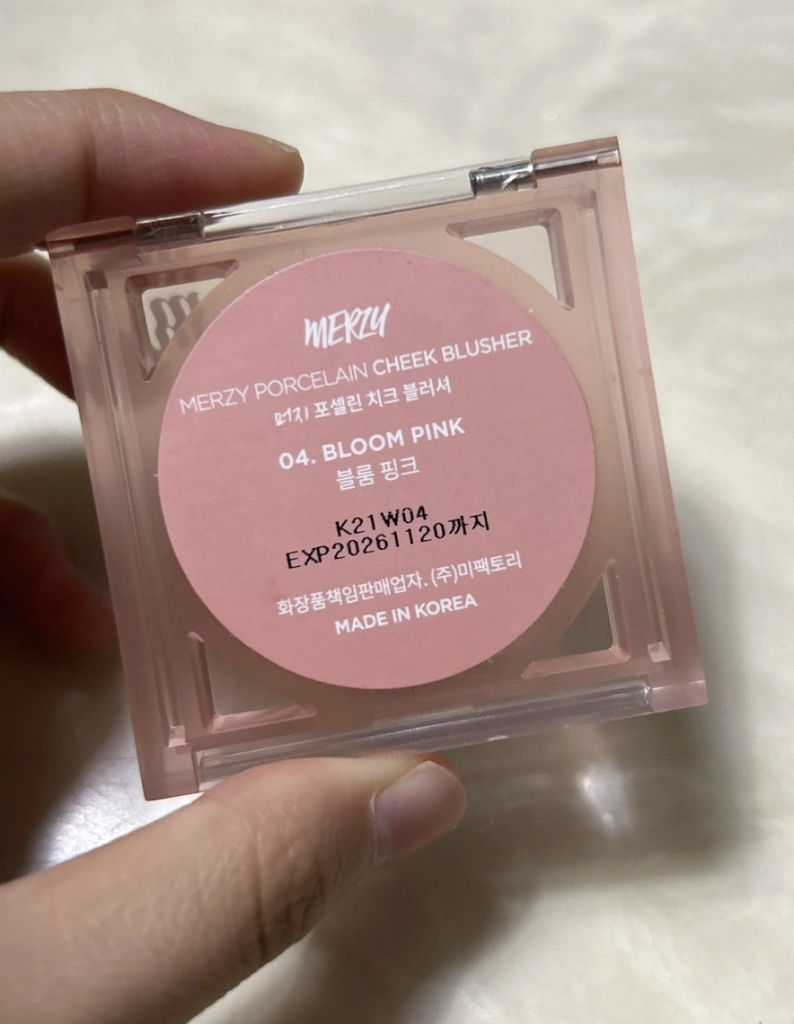 MERZY
MERZY PORCELAIN CHEEK BLUSHER
머지 포셀린 치크 블러셔
04. BLOOM PINK
블룸 핑크
K21W04
EXP20261120까지
화장품책임판매업자. (주)미팩토리
MADE IN KOREA